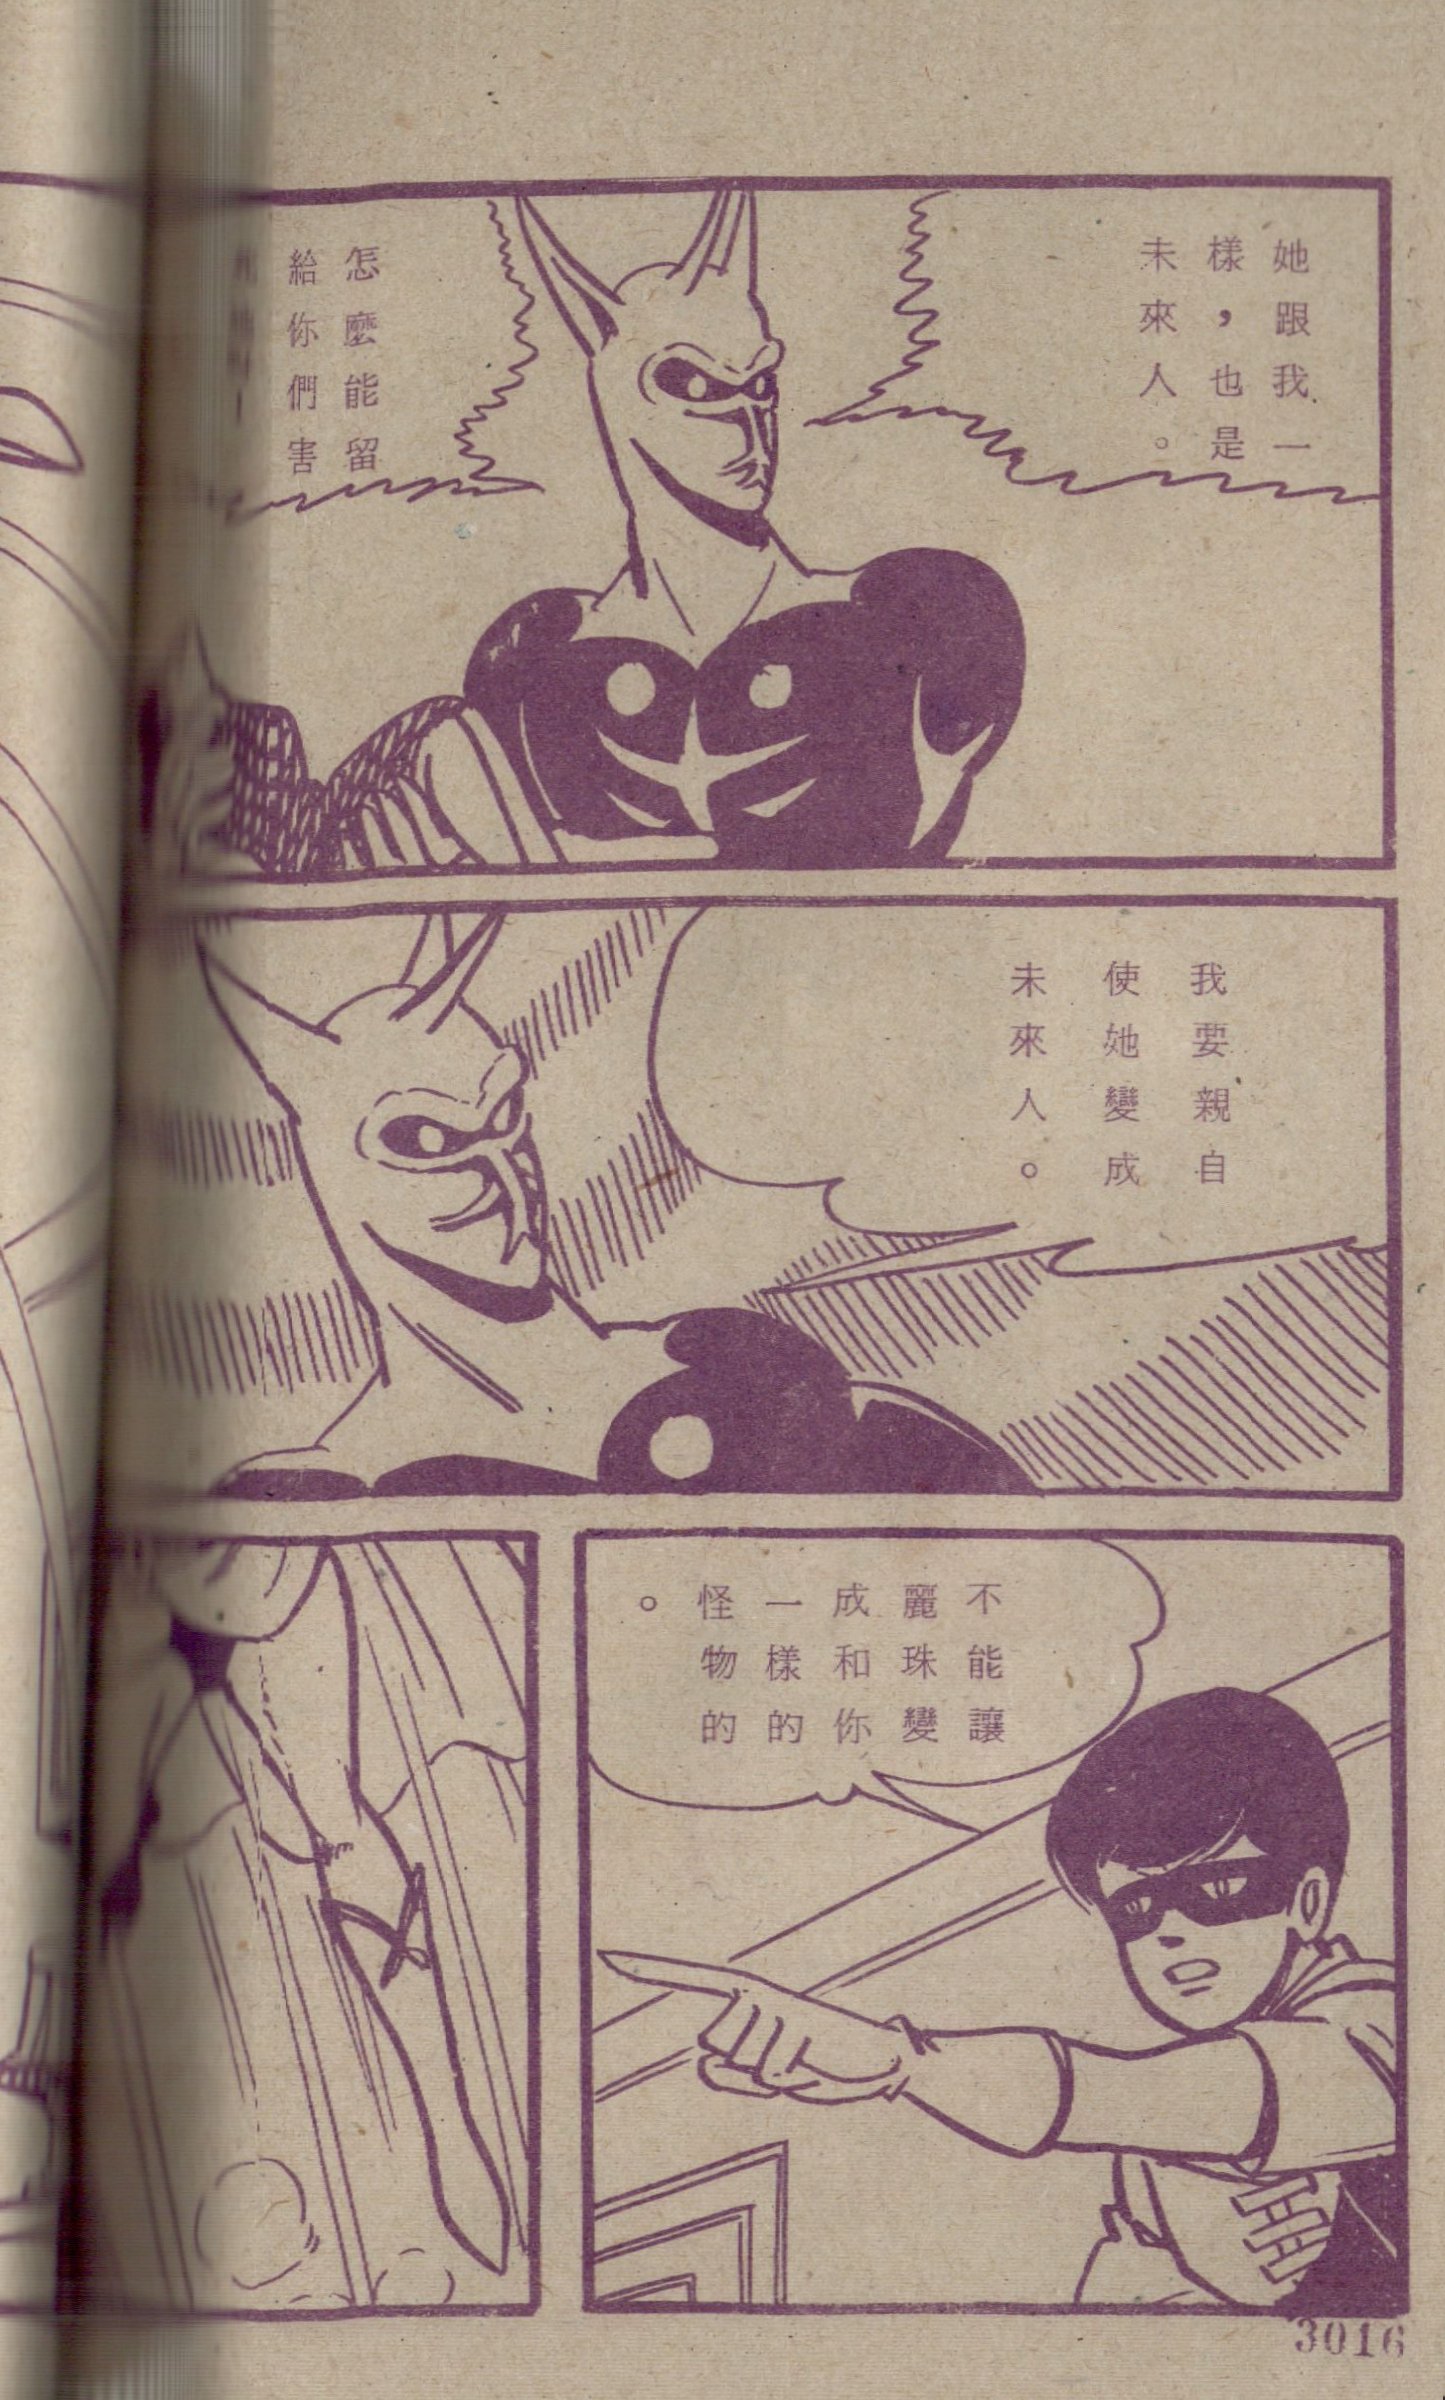 她跟我一
樣，也是
未來人。
怎麼能留
給你們害
我要親自
使她變成
未來人。
不能讓
麗珠變
成和你
一樣的
怪物的
。
3016